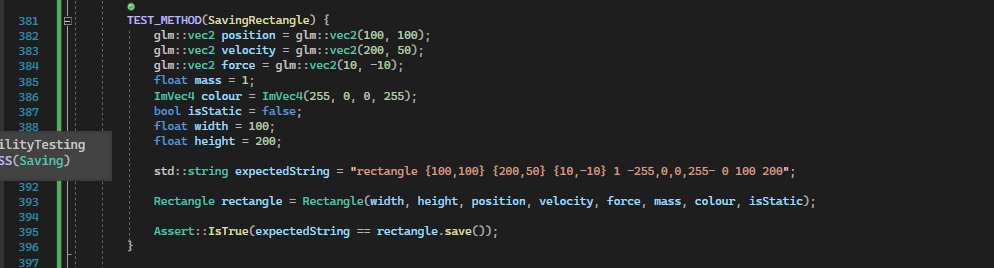 381 TEST_METHOD(SavingRectangle) {
382 glm::vec2 position = glm::vec2(100, 100);
383 glm::vec2 velocity = glm::vec2(200, 50);
384 glm::vec2 force = glm::vec2(10, -10);
385 float mass = 1;
386 ImVec4 colour = ImVec4(255, 0, 0, 255);
387 bool isStatic = false;
388 float width = 100;
float height = 200;
ilityTesting
SS(Saving)
std::string expectedString = "rectangle {100,100} {200,50} {10,-10} 1 -255,0,0,255- 0 100 200";
392
393 Rectangle rectangle = Rectangle(width, height, position, velocity, force, mass, colour, isStatic);
394
395 Assert::IsTrue(expectedString == rectangle.save());
396 }
397